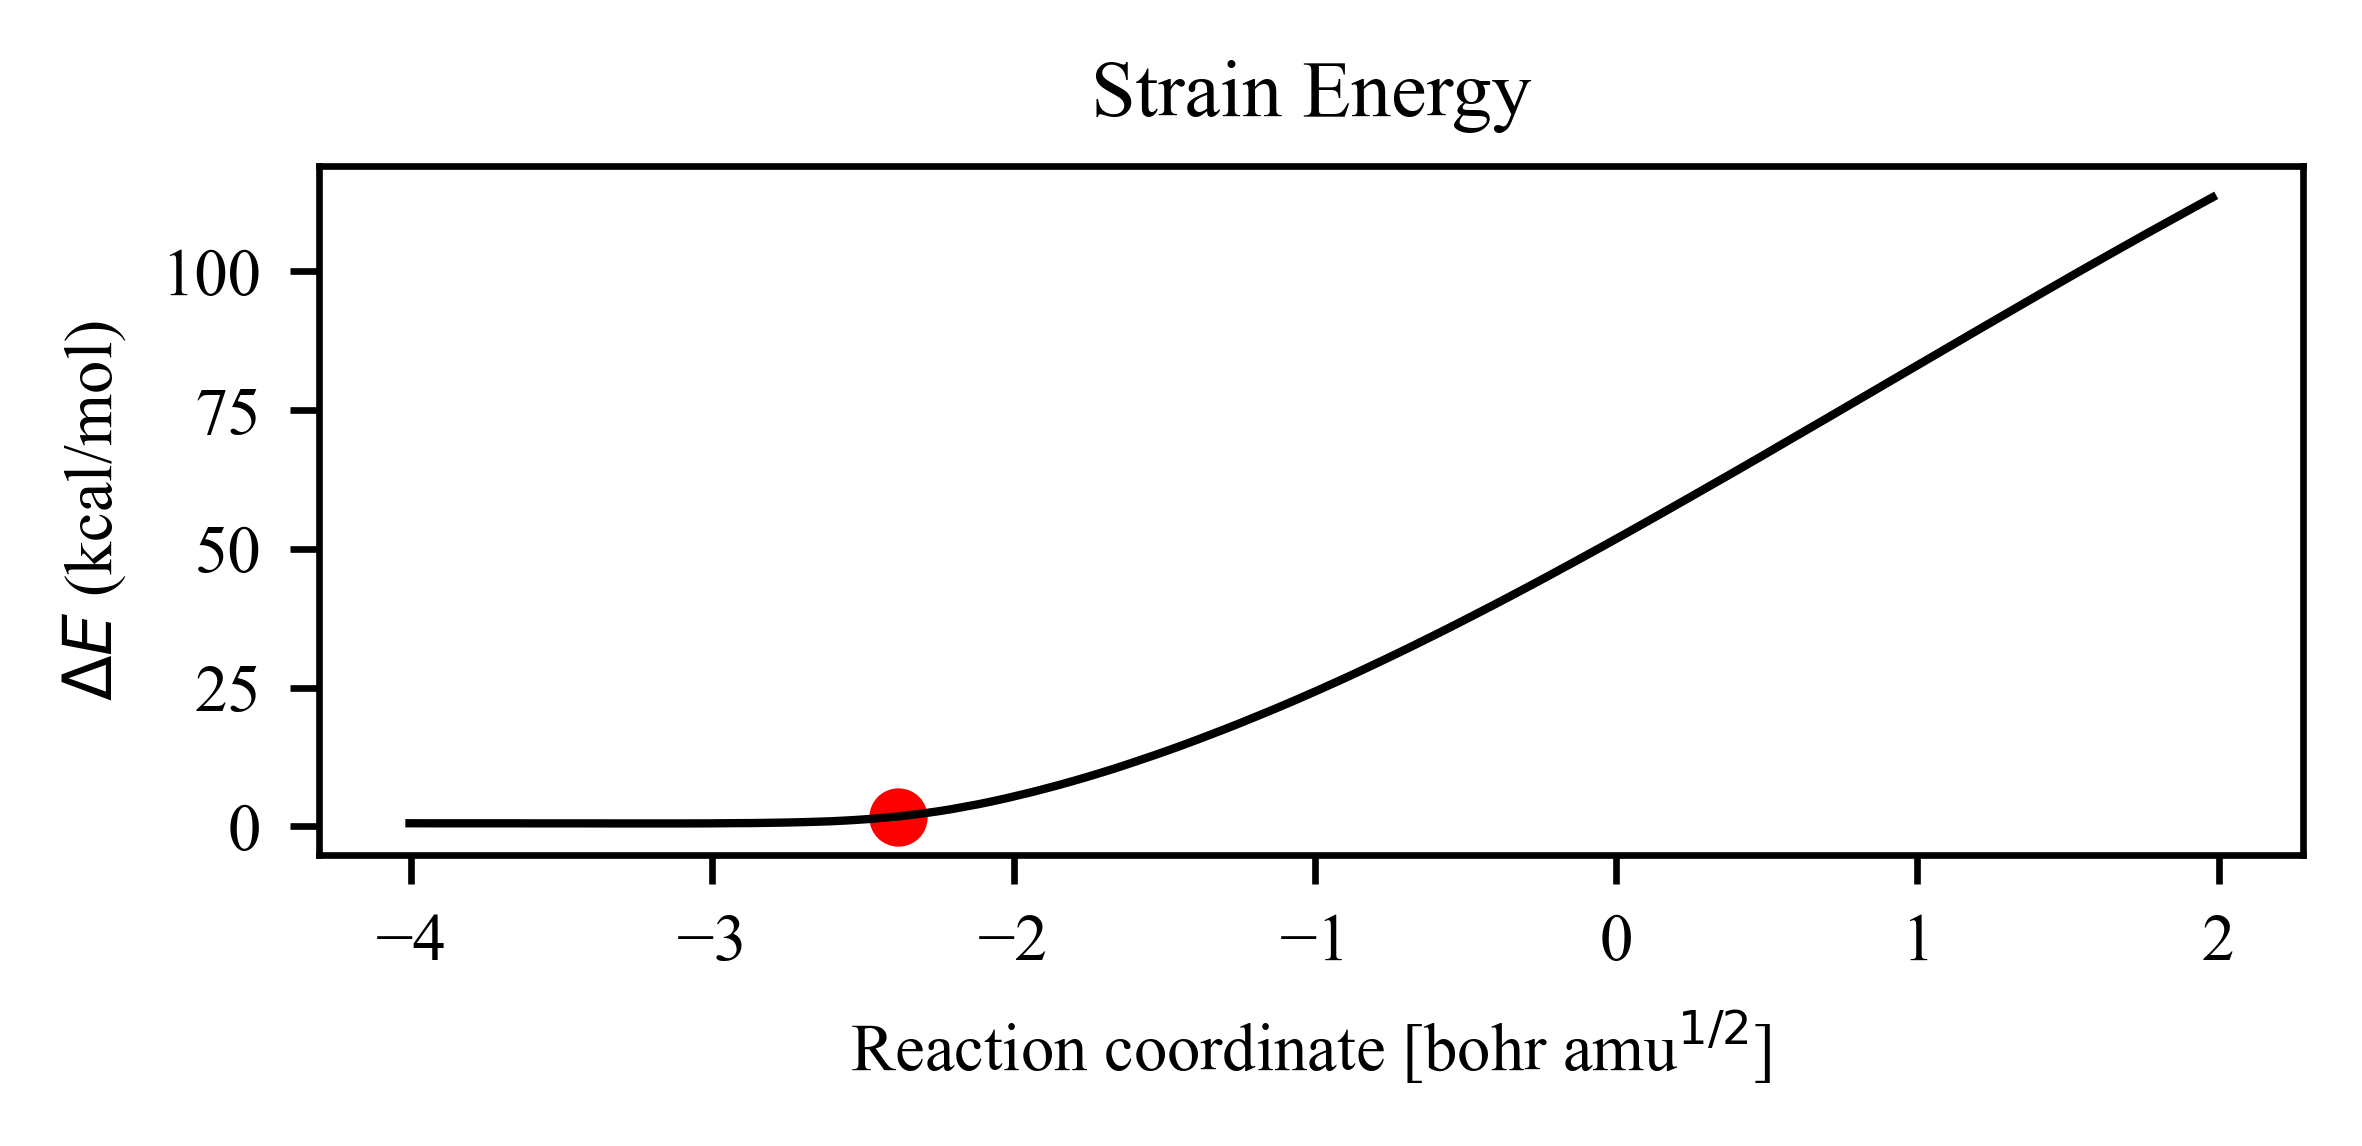 Strain Energy
ΔE (kcal/mol)
100
75
50
25
0
−4 −3 −2 −1 0 1 2
Reaction coordinate [bohr amu^{1/2}]